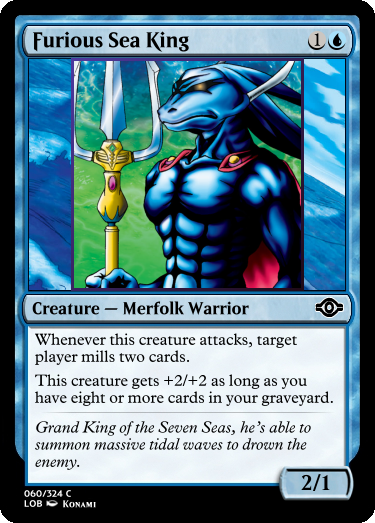 Furious Sea King 1
Creature — Merfolk Warrior
Whenever this creature attacks, target
player mills two cards.
This creature gets +2/+2 as long as you
have eight or more cards in your graveyard.
Grand King of the Seven Seas, he's able to
summon massive tidal waves to drown the
enemy.
2/1
060/324 C
LOB Konami